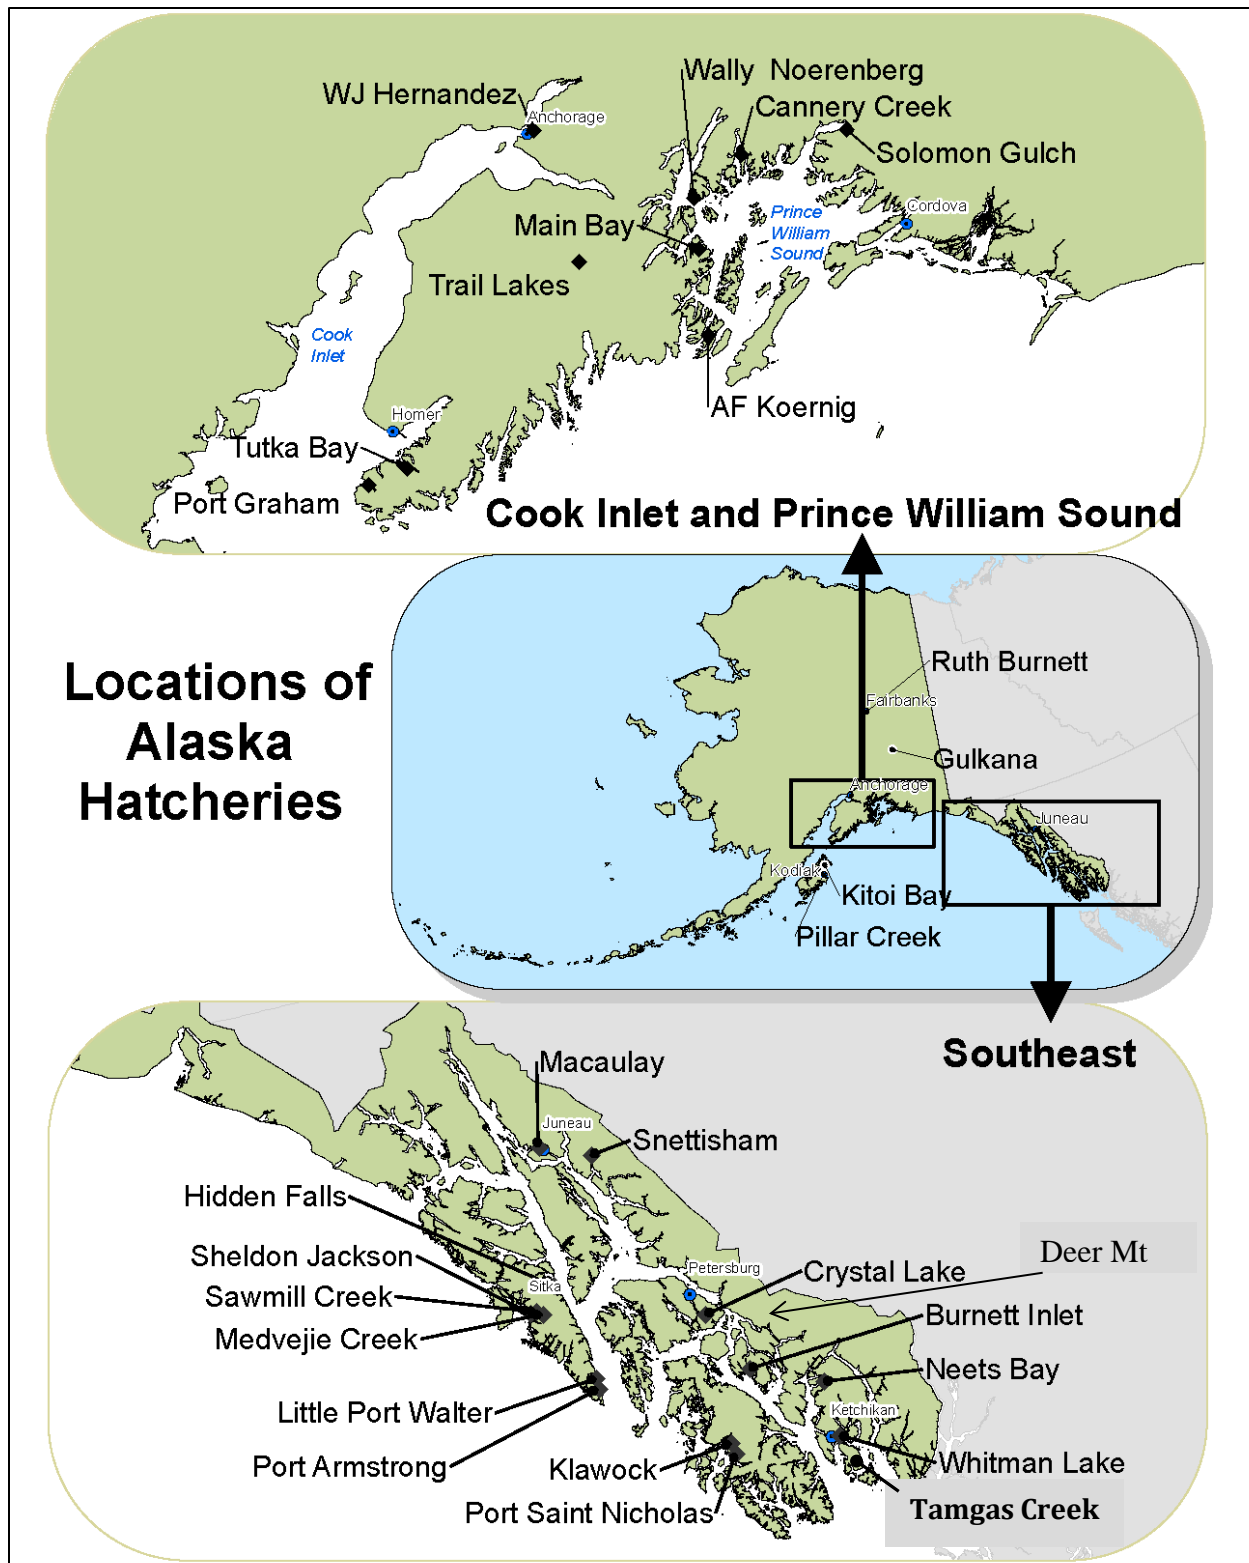 Wally Noerenberg
WJ Hernandez
Cannery Creek
Anchorage
Solomon Gulch
Cordova
Main Bay
Prince
William
Sound
Trail Lakes
Cook
Inlet
AF Koernig
Homer
Tutka Bay
Port Graham
Cook Inlet and Prince William Sound
Locations of
Alaska
Hatcheries
Ruth Burnett
Fairbanks
Gulkana
Anchorage
Juneau
Kodiak
Kitoi Bay
Pillar Creek
Southeast
Macaulay
Juneau
Snettisham
Hidden Falls
Deer Mt
Sheldon Jackson
Petersburg
Crystal Lake
Sitka
Sawmill Creek
Burnett Inlet
Medvejie Creek
Neets Bay
Little Port Walter
Ketchikan
Port Armstrong
Klawock
Whitman Lake
Port Saint Nicholas
Tamgas Creek